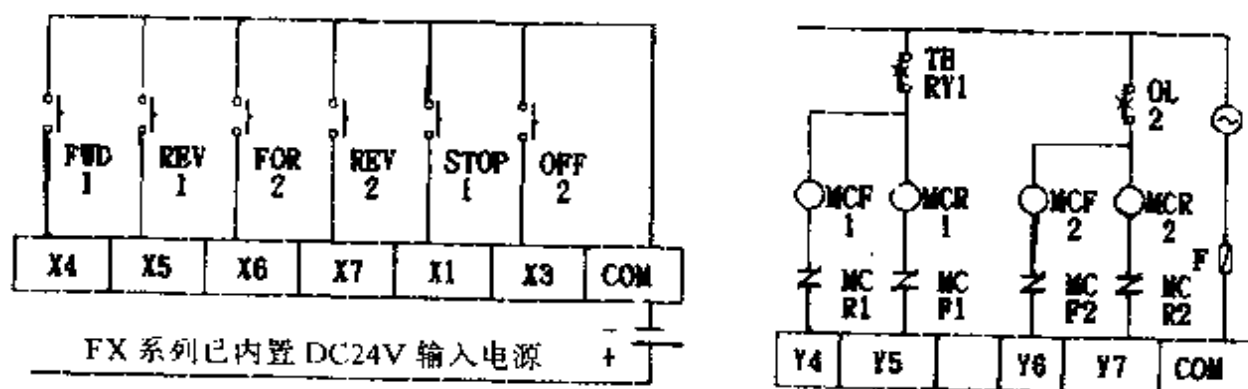 FWD
1
REV
1
FOR
2
REV
2
STOP
1
OFF
2
X4 X5 X6 X7 X1 X3 COM
FX 系列已内置 DC24V 输入电源
−
+
TH
RY1
OL
2
MCF
1
MCR
1
MCF
2
MCR
2
F
MC
R1
MC
F1
MC
F2
MC
R2
Y4 Y5 Y6 Y7 COM